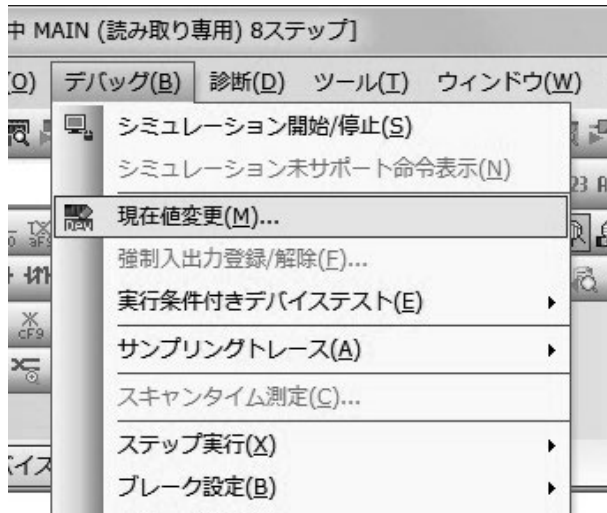 中 MAIN (読み取り専用) 8ステップ]
(O) デバッグ(B) 診断(D) ツール(T) ウィンドウ(W)
シミュレーション開始/停止(S)
シミュレーション未サポート命令表示(N)
現在値変更(M)...
強制入出力登録/解除(F)...
実行条件付きデバイステスト(E)
サンプリングトレース(A)
cF9
スキャンタイム測定(C)...
ステップ実行(X)
バイス
ブレーク設定(B)